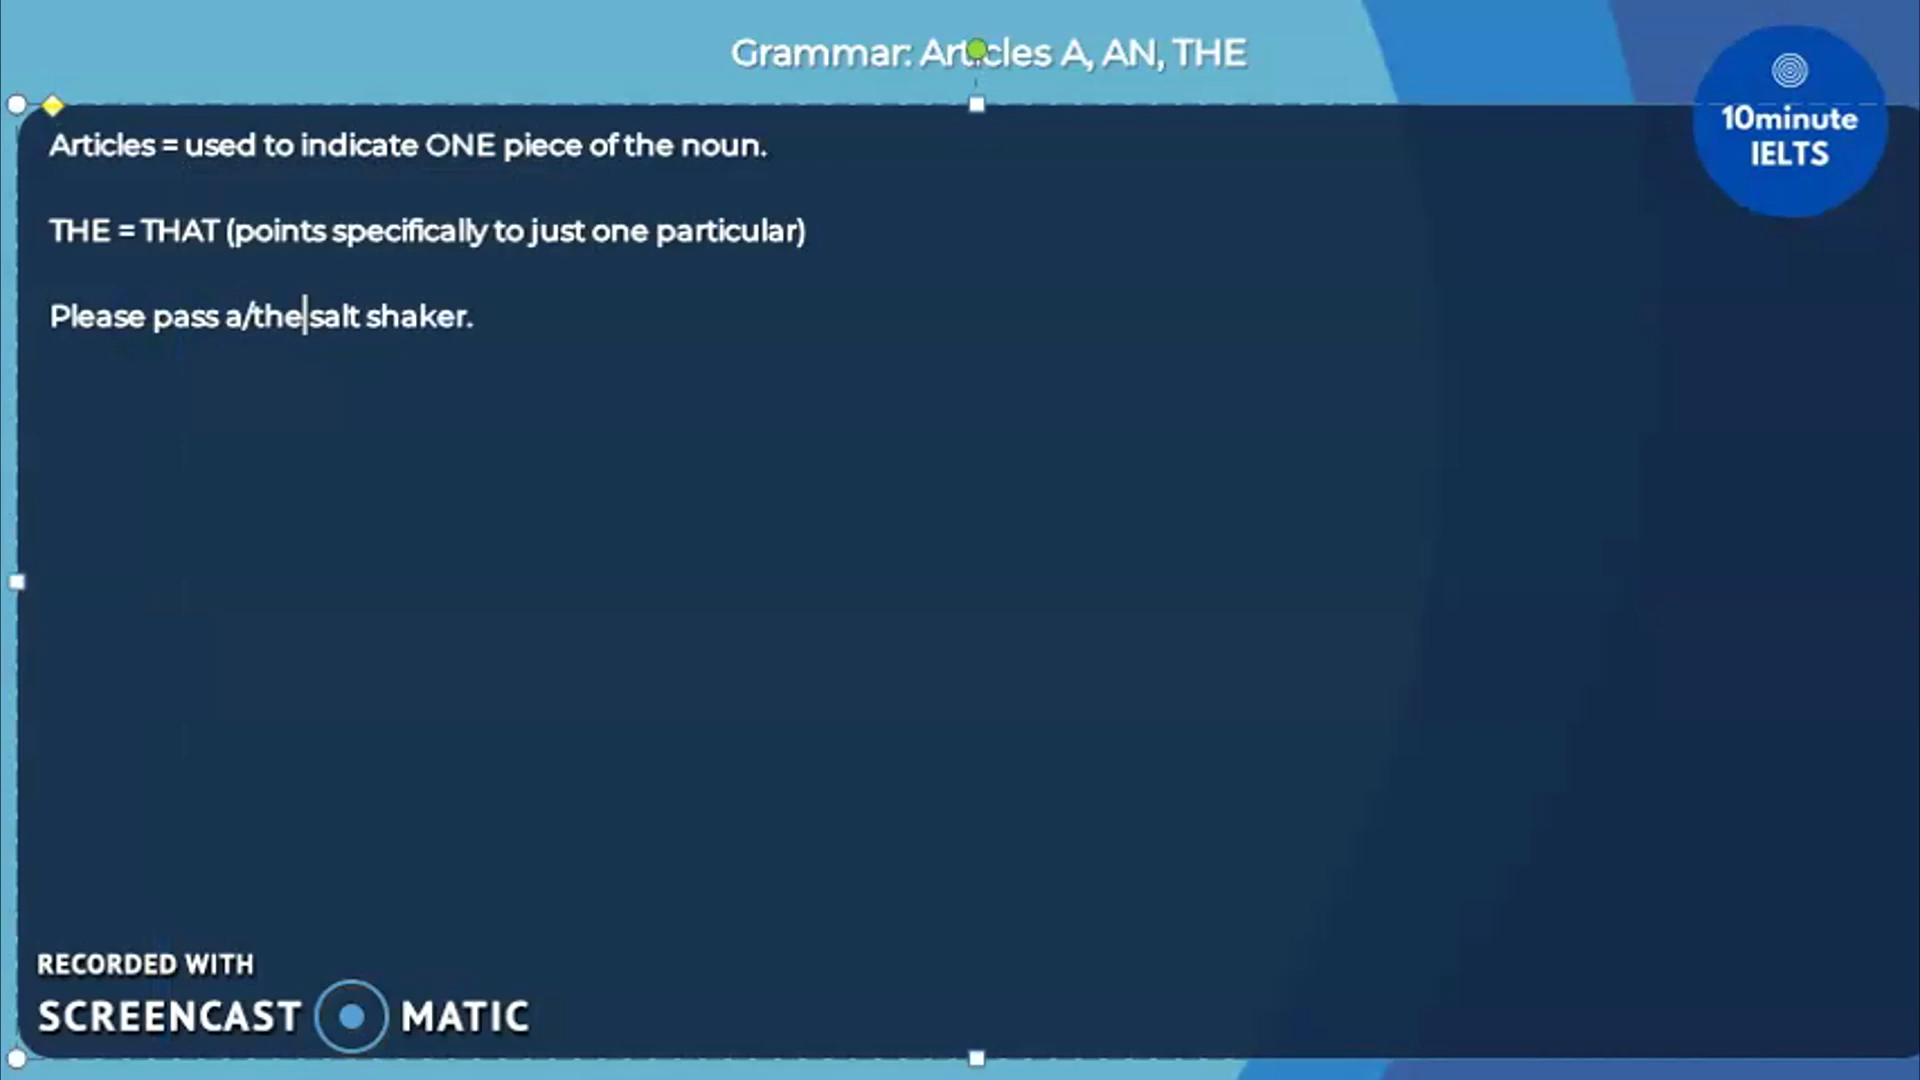 Grammar: Articles A, AN, THE
10minute
IELTS
Articles = used to indicate ONE piece of the noun.
THE = THAT (points specifically to just one particular)
Please pass a/the salt shaker.
RECORDED WITH
SCREENCAST MATIC